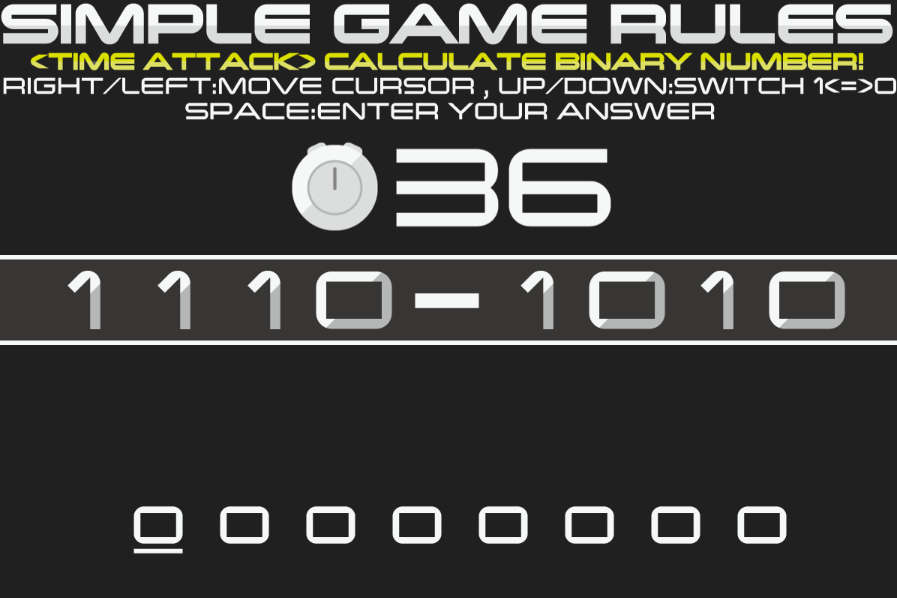 SIMPLE GAME RULES
<TIME ATTACK> CALCULATE BINARY NUMBER!
RIGHT/LEFT:MOVE CURSOR , UP/DOWN:SWITCH 1<=>0
SPACE:ENTER YOUR ANSWER
36
1110-1010
00000000